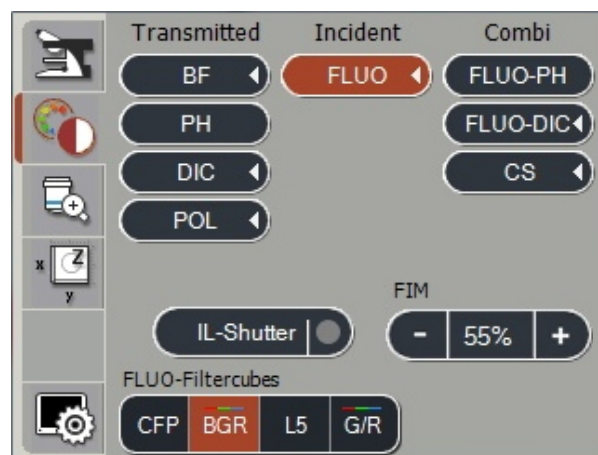 Transmitted Incident Combi
BF FLUO FLUO-PH
PH FLUO-DIC
DIC CS
POL
FIM
IL-Shutter - 55% +
FLUO-Filtercubes
CFP BGR L5 G/R
x Z
y